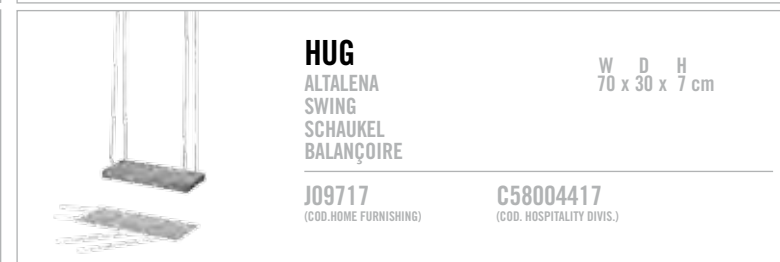 HUG
ALTALENA
SWING
SCHAUKEL
BALANÇOIRE
W D H
70 x 30 x 7 cm
J09717
(COD.HOME FURNISHING)
C58004417
(COD. HOSPITALITY DIVIS.)